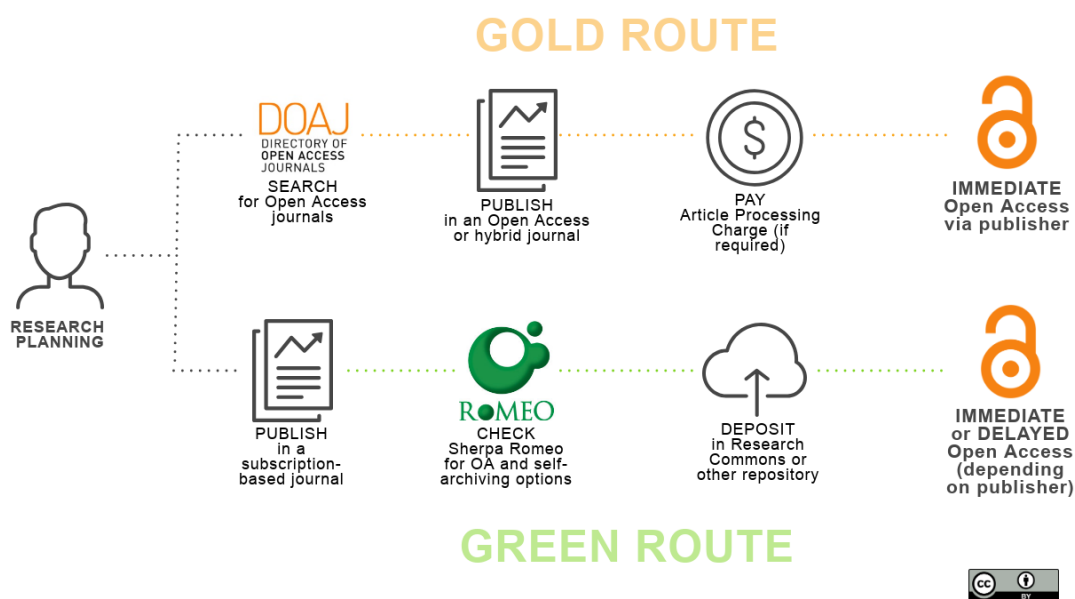 GOLD ROUTE
DOAJ
DIRECTORY OF
OPEN ACCESS
JOURNALS
SEARCH
for Open Access
journals
PUBLISH
in an Open Access
or hybrid journal
$
PAY
Article Processing
Charge (if
required)
IMMEDIATE
Open Access
via publisher
RESEARCH
PLANNING
PUBLISH
in a
subscription-
based journal
ROMEO
CHECK
Sherpa Romeo
for OA and self-
archiving options
DEPOSIT
in Research
Commons or
other repository
IMMEDIATE
or DELAYED
Open Access
(depending
on publisher)
GREEN ROUTE
cc
BY